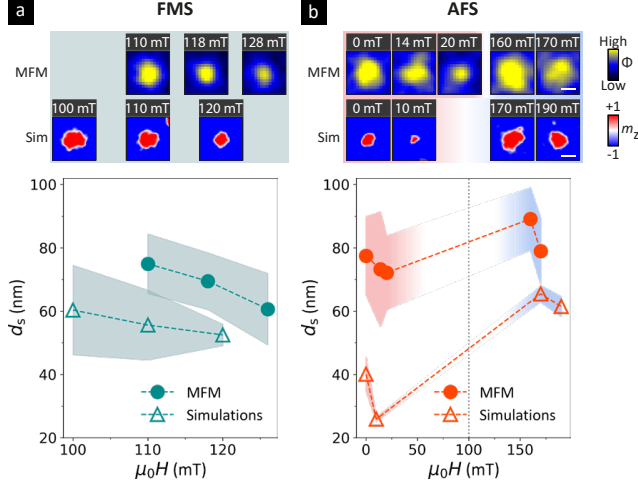 a FMS b AFS
110 mT 118 mT 128 mT 0 mT 14 mT 20 mT 160 mT 170 mT High
MFM MFM Φ
Low
100 mT 110 mT 120 mT 0 mT 10 mT 170 mT 190 mT +1
Sim Sim m_z
-1
100 100
80 80
60 60
40 40
20 20
d_s (nm) d_s (nm)
MFM MFM
Simulations Simulations
100 110 120 0 50 100 150
μ₀H (mT) μ₀H (mT)